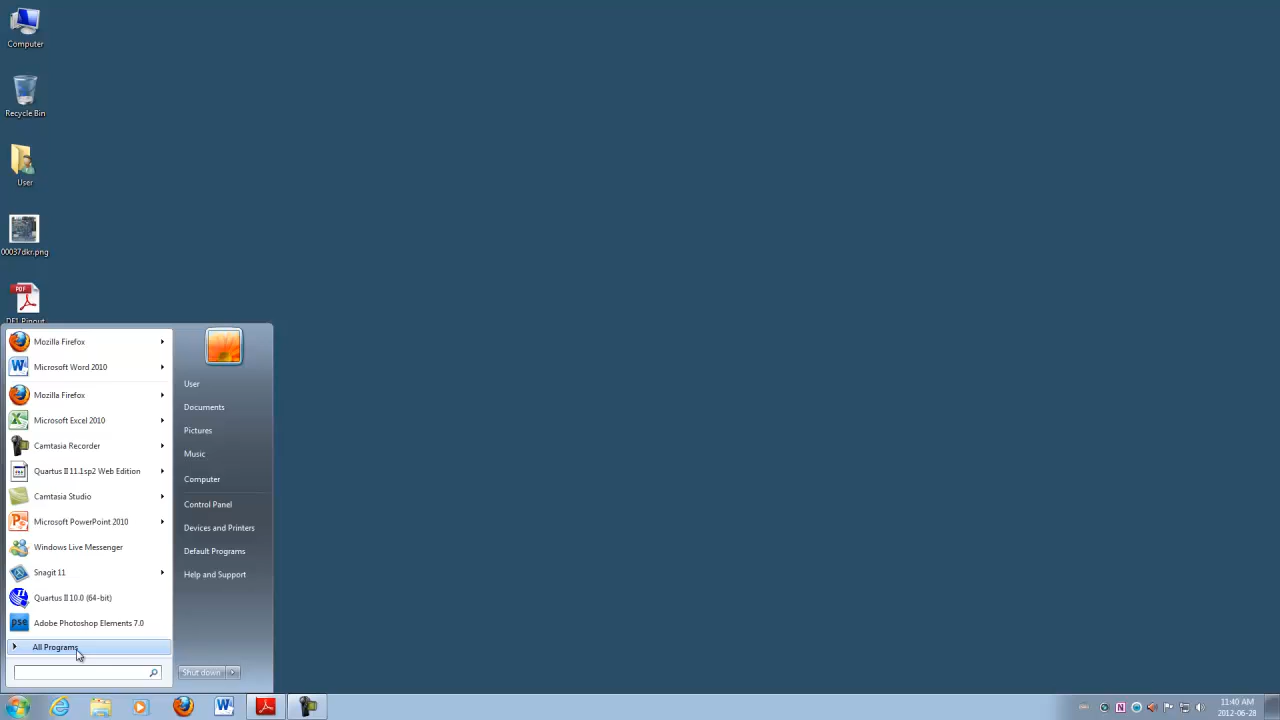 Computer
Recycle Bin
User
00037dkr.png
PDF
DE1 Pinout
Mozilla Firefox
Microsoft Word 2010
Mozilla Firefox
Microsoft Excel 2010
Camtasia Recorder
Quartus II 11.1sp2 Web Edition
Camtasia Studio
Microsoft PowerPoint 2010
Windows Live Messenger
Snagit 11
Quartus II 10.0 (64-bit)
pse Adobe Photoshop Elements 7.0
All Programs
User
Documents
Pictures
Music
Computer
Control Panel
Devices and Printers
Default Programs
Help and Support
Shut down
11:40 AM
2012-06-28